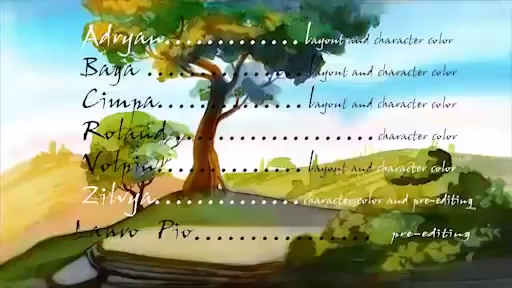 Adryan.............. Layout and character color
Baga ............... Layout and character color
Cimpa............... Layout and character color
Rolandy.................... character color
Volpin.............. Layout and character color
Zilvya.............. character color and pre-editing
Lauro Pio.................. pre-editing